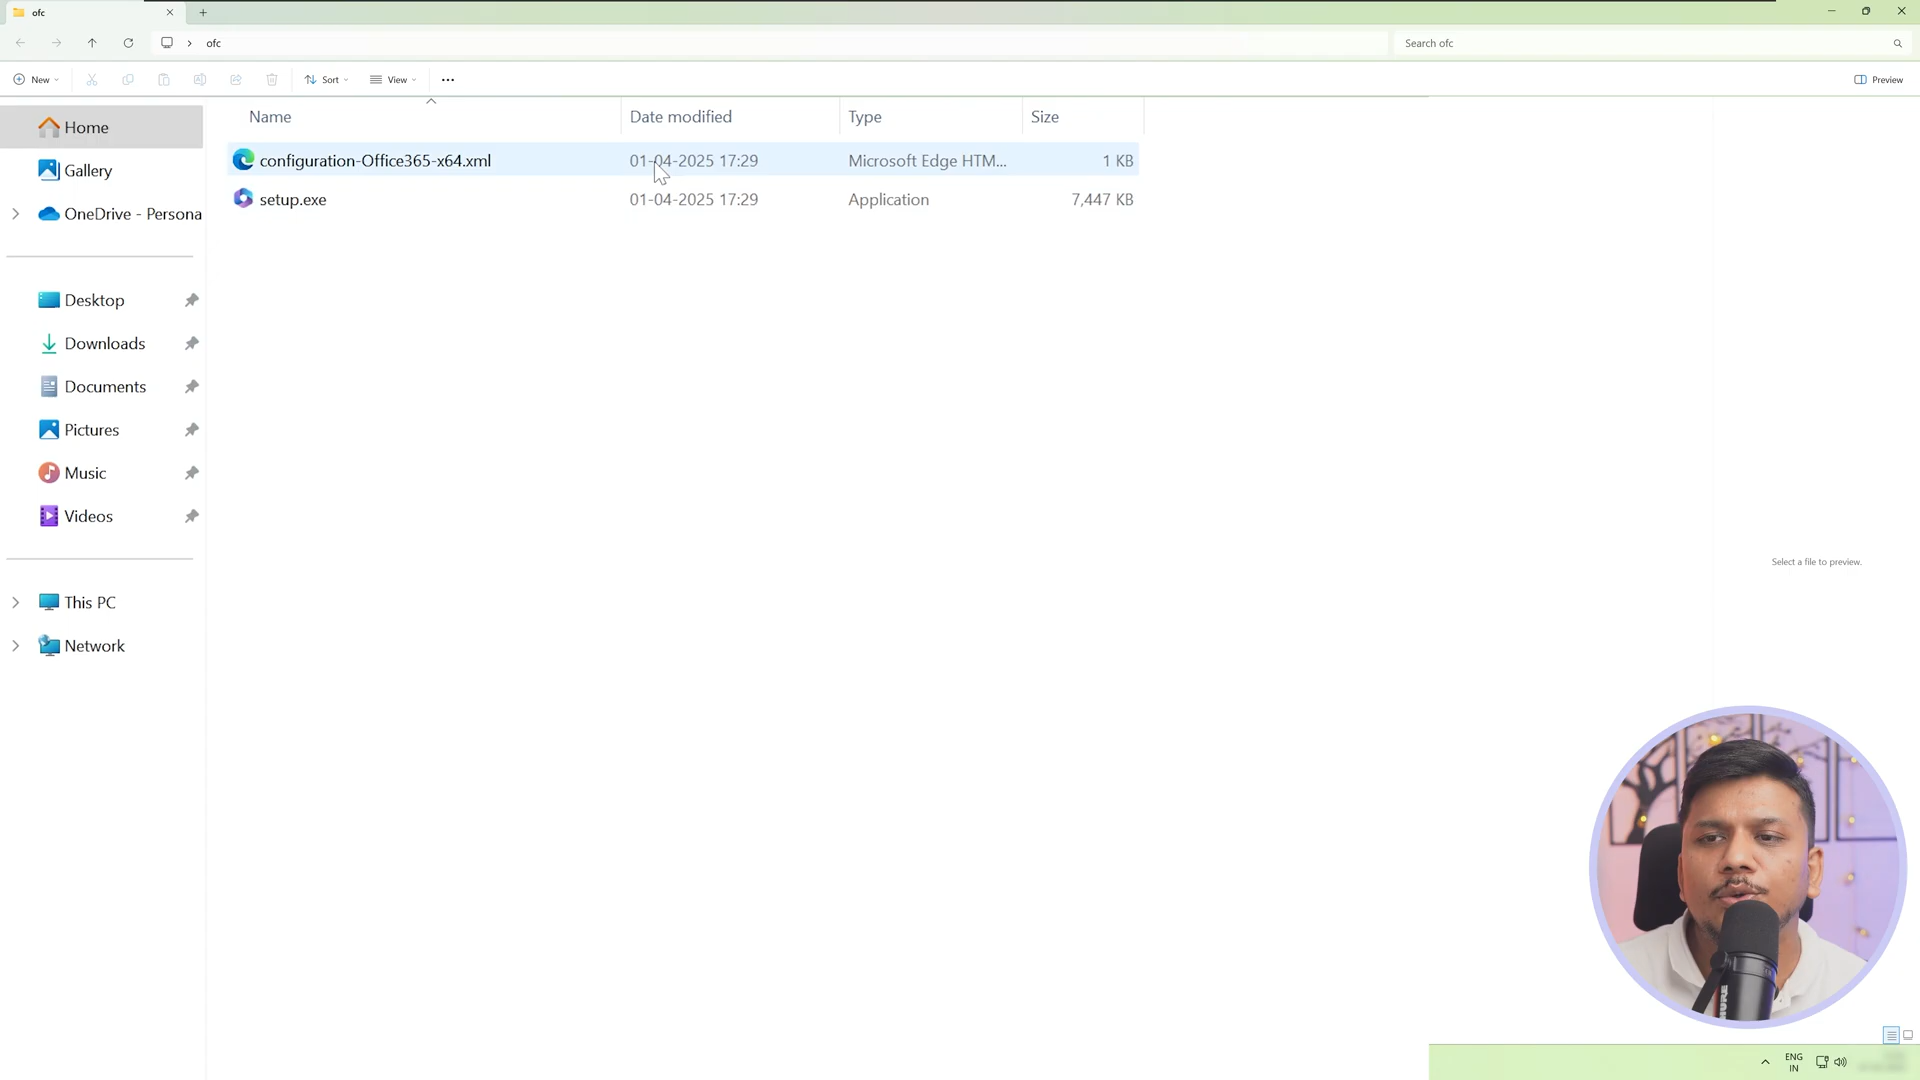 ofc
ofc
Search ofc
New
Sort
View
Preview
Name Date modified Type Size
Home
configuration-Office365-x64.xml 01-04-2025 17:29 Microsoft Edge HTM... 1 KB
Gallery
setup.exe 01-04-2025 17:29 Application 7,447 KB
OneDrive - Persona
Desktop
Downloads
Documents
Pictures
Music
Videos
Select a file to preview.
This PC
Network
ENG
IN